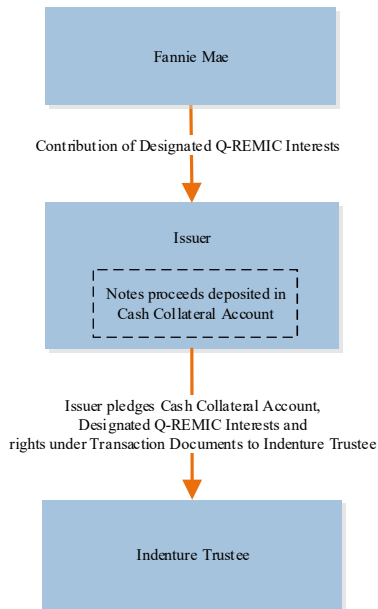 Fannie Mae
Contribution of Designated Q-REMIC Interests
Issuer
Notes proceeds deposited in
Cash Collateral Account
Issuer pledges Cash Collateral Account,
Designated Q-REMIC Interests and
rights under Transaction Documents to Indenture Trustee
Indenture Trustee